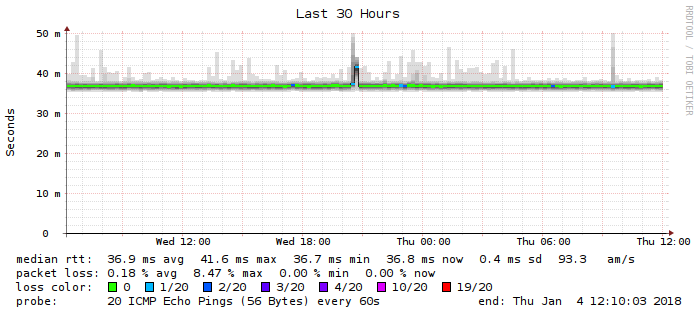 Last 30 Hours
RRDTOOL / TOBI OETIKER
Seconds
50 m
40 m
30 m
20 m
10 m
0
Wed 12:00 Wed 18:00 Thu 00:00 Thu 06:00 Thu 12:00
median rtt: 36.9 ms avg 41.6 ms max 36.7 ms min 36.8 ms now 0.4 ms sd 93.3 am/s
packet loss: 0.18 % avg 8.47 % max 0.00 % min 0.00 % now
loss color: 0 1/20 2/20 3/20 4/20 10/20 19/20
probe: 20 ICMP Echo Pings (56 Bytes) every 60s end: Thu Jan 4 12:10:03 2018